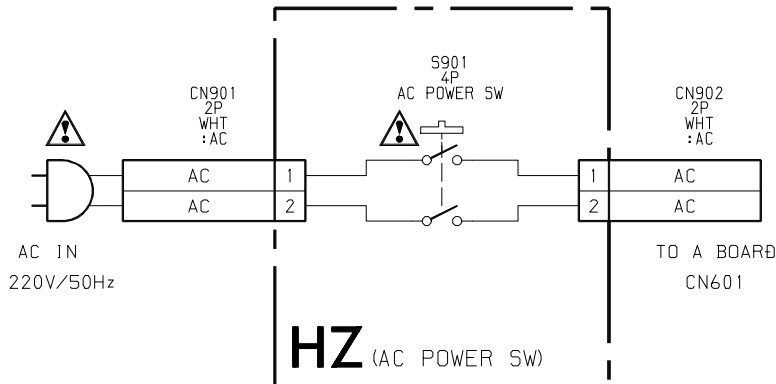 S901
4P
AC POWER SW
CN901
2P
WHT
:AC
CN902
2P
WHT
:AC
AC 1
AC 2
1 AC
2 AC
AC IN
220V/50Hz
TO A BOARD
CN601
HZ (AC POWER SW)